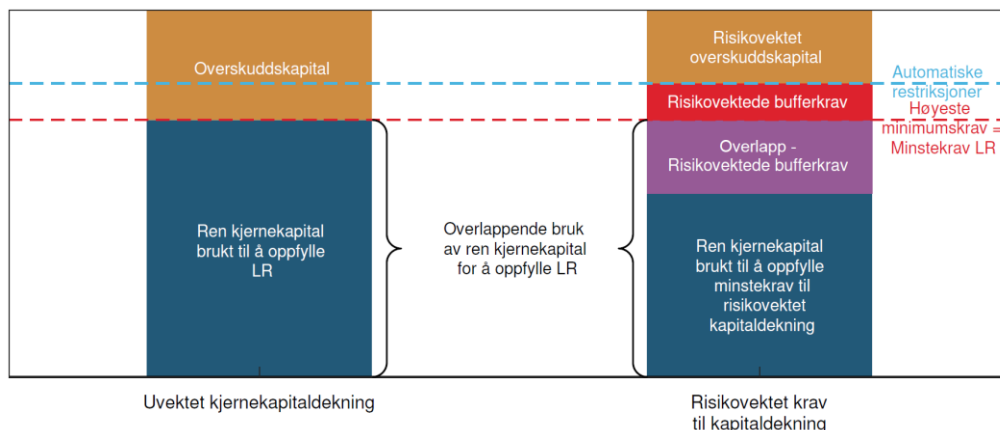 Overskuddskapital
Ren kjernekapital
brukt til å oppfylle
LR
Overlappende bruk
av ren kjernekapital
for å oppfylle LR
Risikovektet
overskuddskapital
Risikovektede bufferkrav
Overlapp -
Risikovektede bufferkrav
Ren kjernekapital
brukt til å oppfylle
minstekrav til
risikovektet
kapitaldekning
Automatiske
restriksjoner
Høyeste
minimumskrav =
Minstekrav LR
Uvektet kjernekapitaldekning
Risikovektet krav
til kapitaldekning